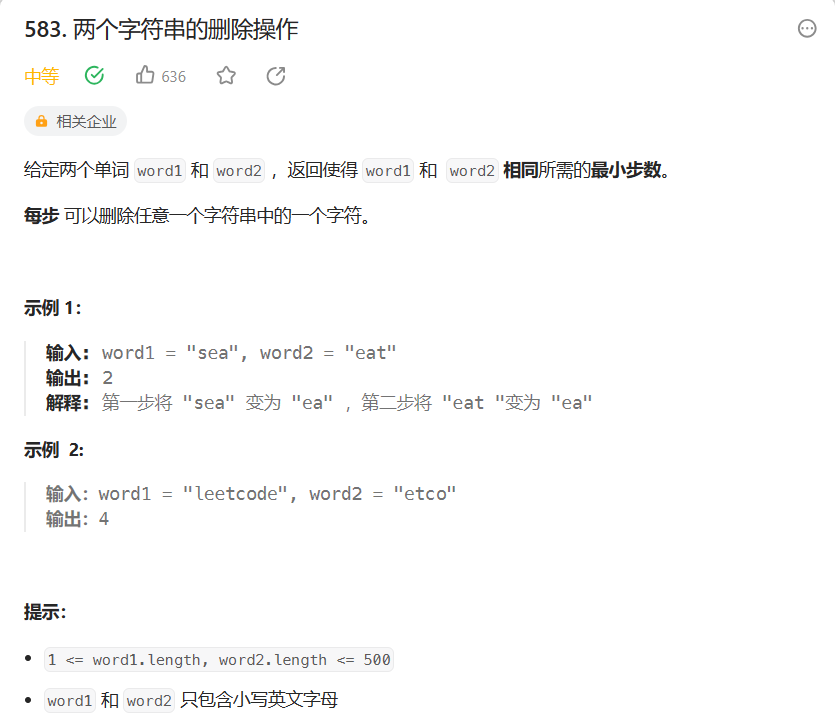 583. 两个字符串的删除操作
中等 636
相关企业
给定两个单词 word1 和 word2 ，返回使得 word1 和 word2 相同所需的最小步数。
每步 可以删除任意一个字符串中的一个字符。
示例 1：
输入: word1 = "sea", word2 = "eat"
输出: 2
解释: 第一步将 "sea" 变为 "ea" ，第二步将 "eat "变为 "ea"
示例 2:
输入：word1 = "leetcode", word2 = "etco"
输出：4
提示：
1 <= word1.length, word2.length <= 500
word1 和 word2 只包含小写英文字母